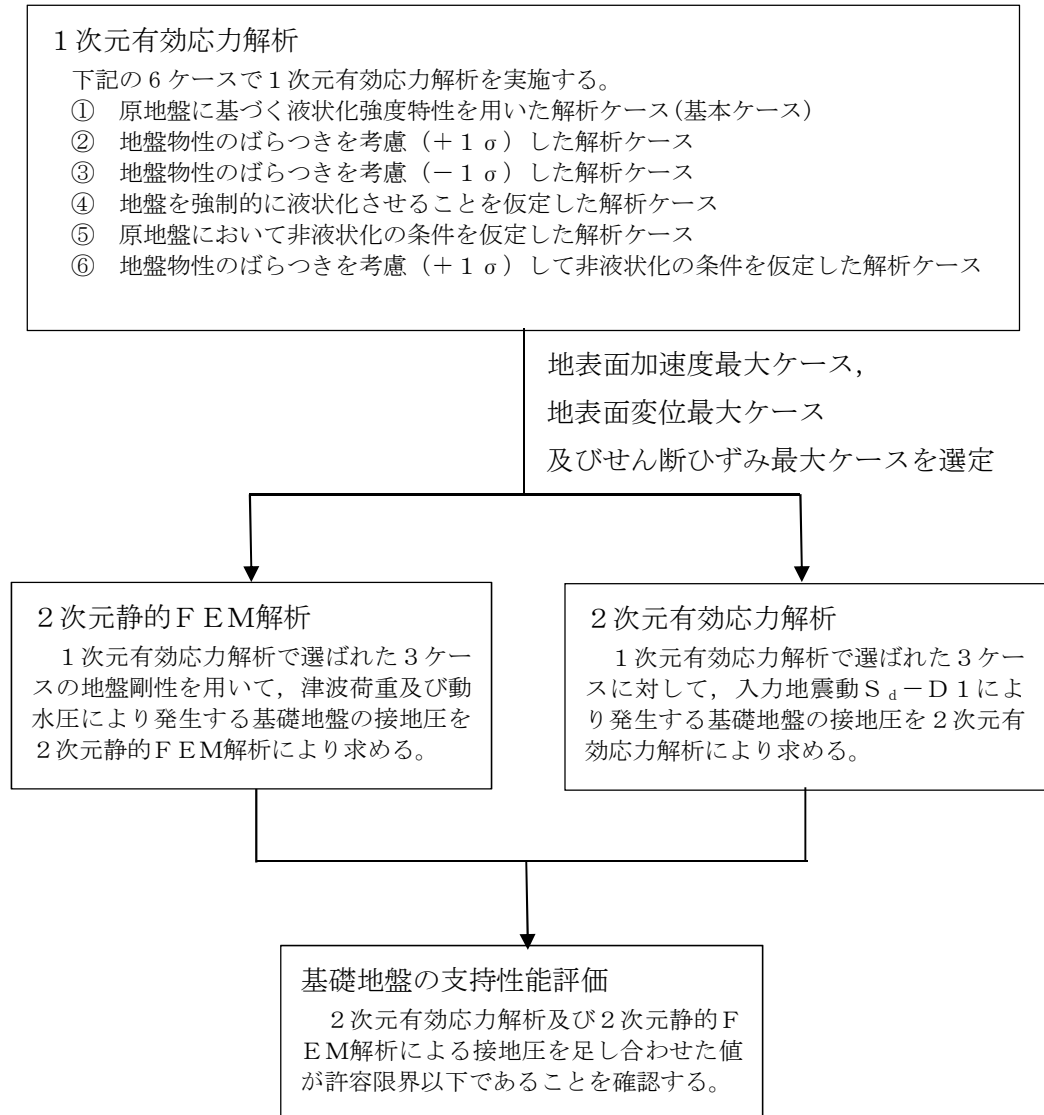 １次元有効応力解析
下記の６ケースで１次元有効応力解析を実施する。
① 原地盤に基づく液状化強度特性を用いた解析ケース(基本ケース)
② 地盤物性のばらつきを考慮（＋１σ）した解析ケース
③ 地盤物性のばらつきを考慮（－１σ）した解析ケース
④ 地盤を強制的に液状化させることを仮定した解析ケース
⑤ 原地盤において非液状化の条件を仮定した解析ケース
⑥ 地盤物性のばらつきを考慮（＋１σ）して非液状化の条件を仮定した解析ケース
地表面加速度最大ケース，
地表面変位最大ケース
及びせん断ひずみ最大ケースを選定
２次元静的ＦＥＭ解析
１次元有効応力解析で選ばれた３ケー
スの地盤剛性を用いて，津波荷重及び動
水圧により発生する基礎地盤の接地圧を
２次元静的ＦＥＭ解析により求める。
２次元有効応力解析
１次元有効応力解析で選ばれた３ケー
スに対して，入力地震動Ｓｄ－Ｄ１によ
り発生する基礎地盤の接地圧を２次元有
効応力解析により求める。
基礎地盤の支持性能評価
２次元有効応力解析及び２次元静的Ｆ
ＥＭ解析による接地圧を足し合わせた値
が許容限界以下であることを確認する。